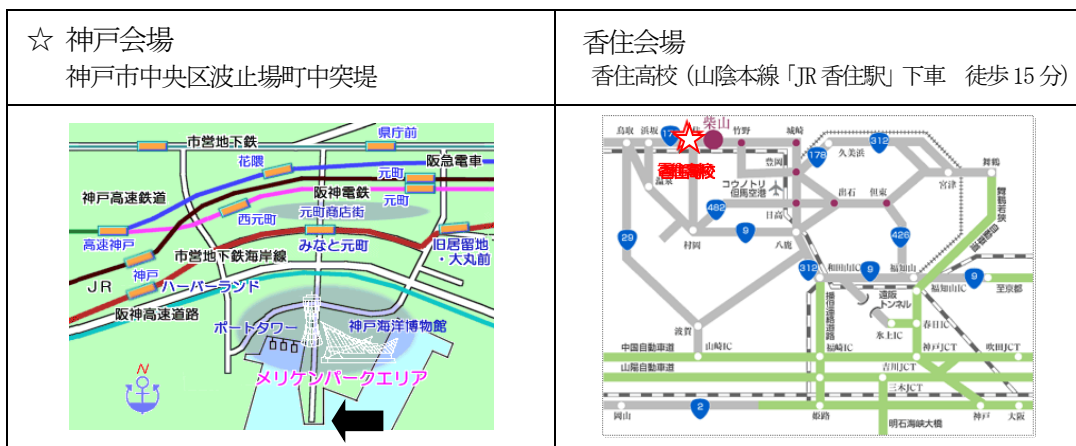 ☆ 神戸会場
神戸市中央区波止場町中突堤
香住会場
香住高校（山陰本線「JR 香住駅」下車　徒歩 15 分）
県庁前
市営地下鉄
花隈
阪急電車
元町
神戸高速鉄道
阪神電鉄
元町
西元町
元町商店街
高速神戸
みなと元町
旧居留地
・大丸前
市営地下鉄海岸線
神戸
JR
ハーバーランド
阪神高速道路
ポートタワー
神戸海洋博物館
メリケンパークエリア
N
鳥取
浜坂
柴山
竹野
城崎
312
178
久美浜
香住高校
豊岡
舞鶴
温泉
コウノトリ
但馬空港
宮津
出石
但東
482
日高
舞鶴
若狭
自動車道
29
村岡
9
八鹿
426
312
和田山IC
9
福知山
9
福知山IC
至京都
播但連絡道路
遠阪
トンネル
氷上IC
春日IC
波賀
山崎IC
中国自動車道
福崎IC
神戸JCT
吹田JCT
山陽自動車道
吉川JCT
三木JCT
2
岡山
姫路
明石海峡大橋
神戸
大阪